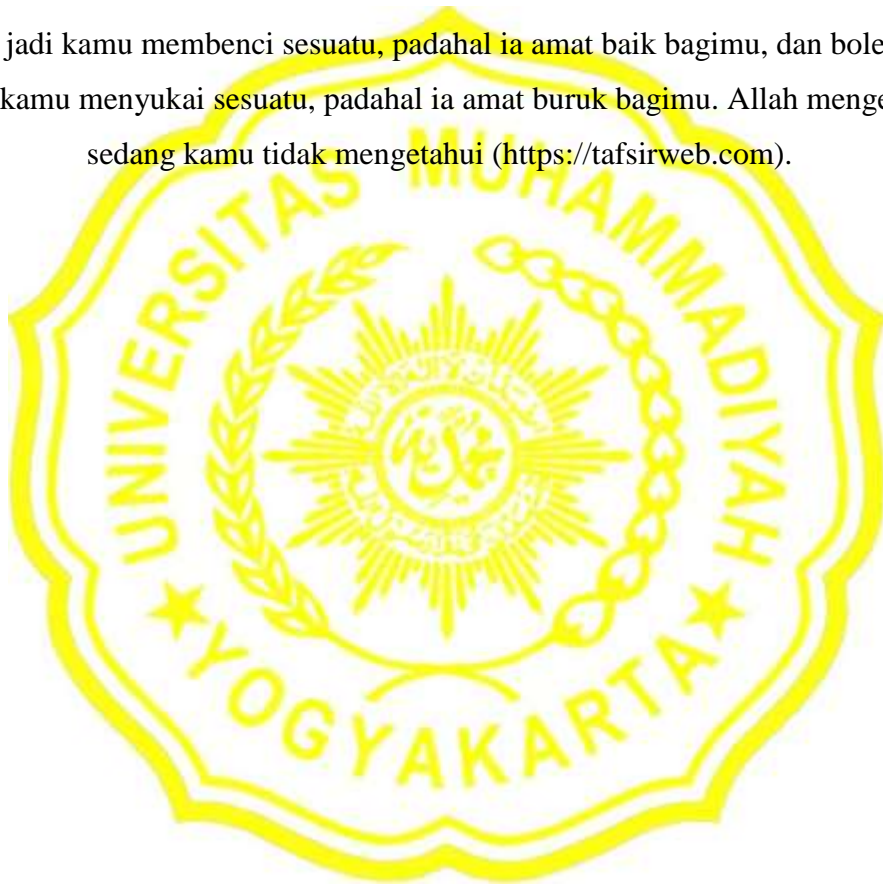 jadi kamu membenci sesuatu, padahal ia amat baik bagimu, dan bole
kamu menyukai sesuatu, padahal ia amat buruk bagimu. Allah menge
sedang kamu tidak mengetahui (https://tafsirweb.com).
UNIVERSITAS MUHAMMADIYAH
YOGYAKARTA